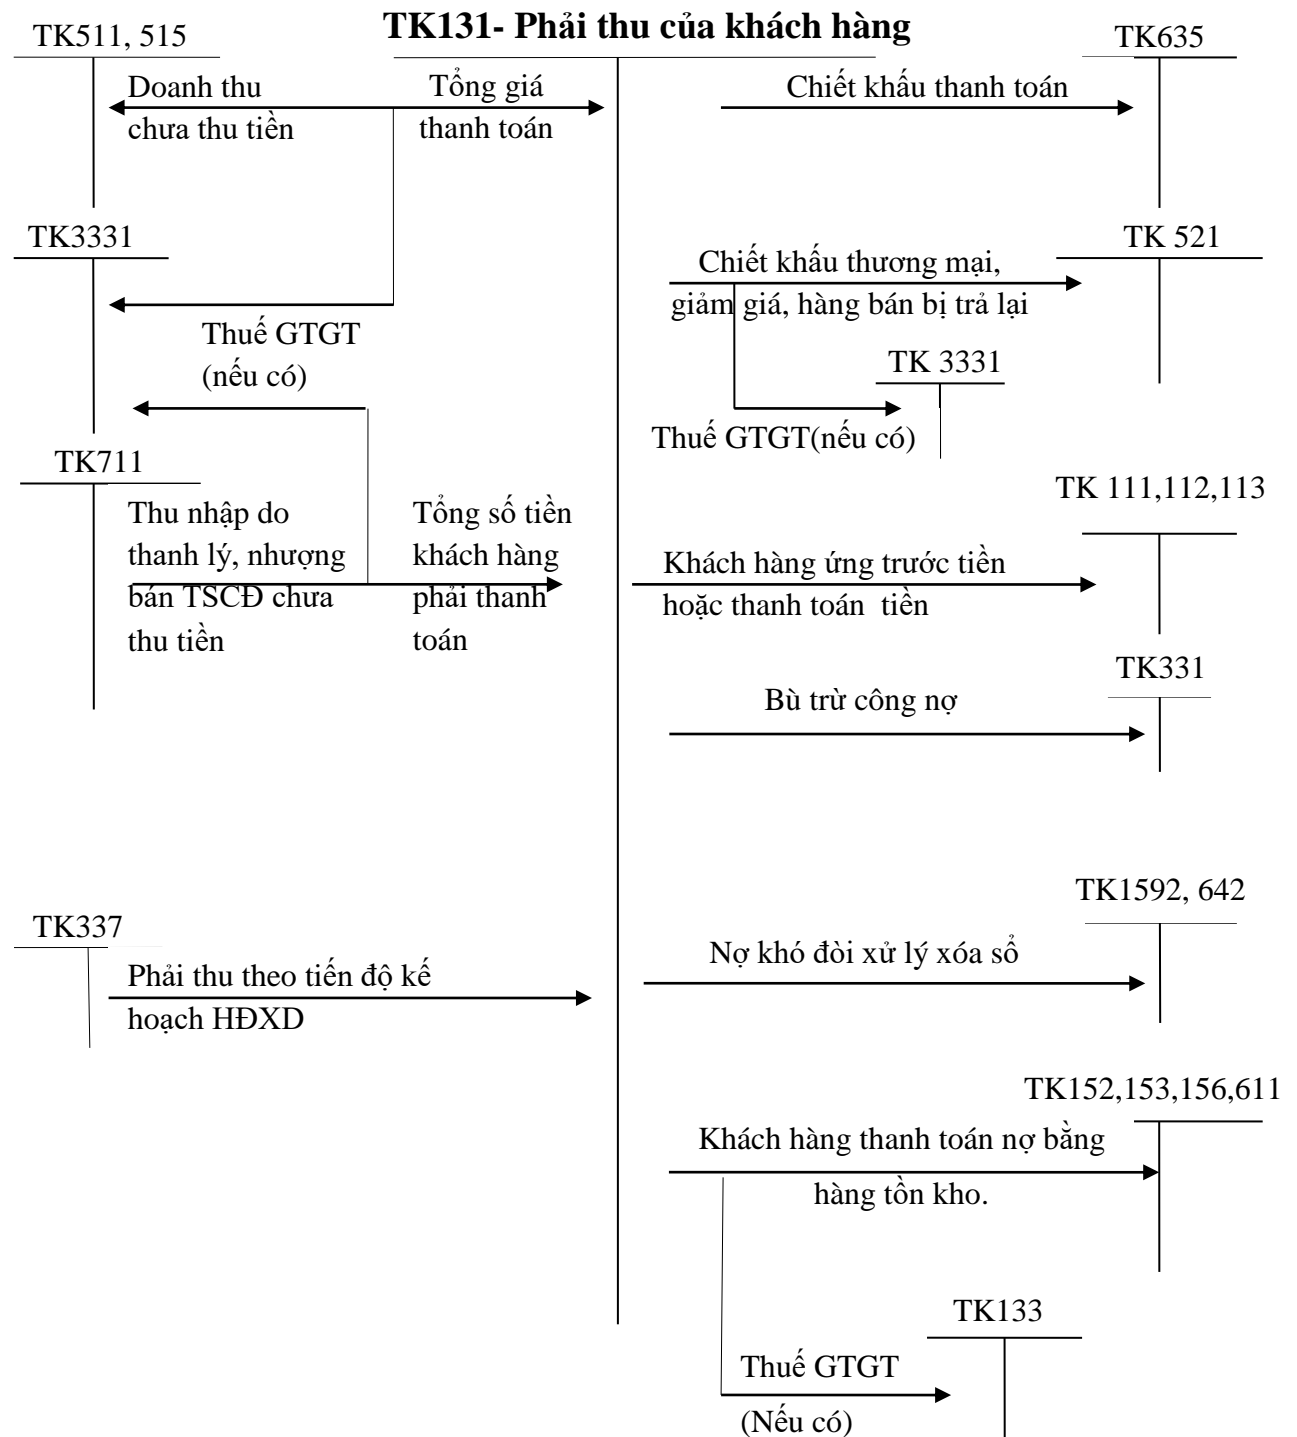 TK131- Phải thu của khách hàng
TK511, 515
TK635
Doanh thu
chưa thu tiền
Tổng giá
thanh toán
Chiết khấu thanh toán
TK3331
TK 521
Chiết khấu thương mại,
giảm giá, hàng bán bị trả lại
Thuế GTGT
(nếu có)
TK 3331
Thuế GTGT(nếu có)
TK711
TK 111,112,113
Thu nhập do
thanh lý, nhượng
bán TSCĐ chưa
thu tiền
Tổng số tiền
khách hàng
phải thanh
toán
Khách hàng ứng trước tiền
hoặc thanh toán tiền
TK331
Bù trừ công nợ
TK1592, 642
TK337
Nợ khó đòi xử lý xóa sổ
Phải thu theo tiến độ kế
hoạch HĐXD
TK152,153,156,611
Khách hàng thanh toán nợ bằng
hàng tồn kho.
TK133
Thuế GTGT
(Nếu có)